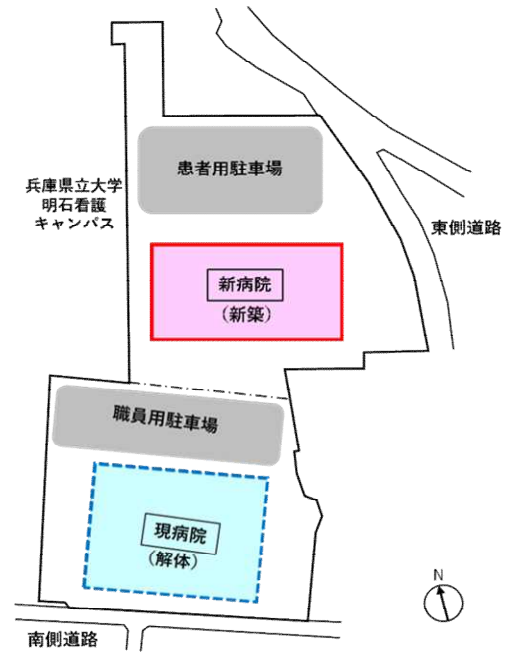 患者用駐車場
兵庫県立大学
明石看護
キャンパス
東側道路
新病院
（新築）
職員用駐車場
現病院
（解体）
N
南側道路